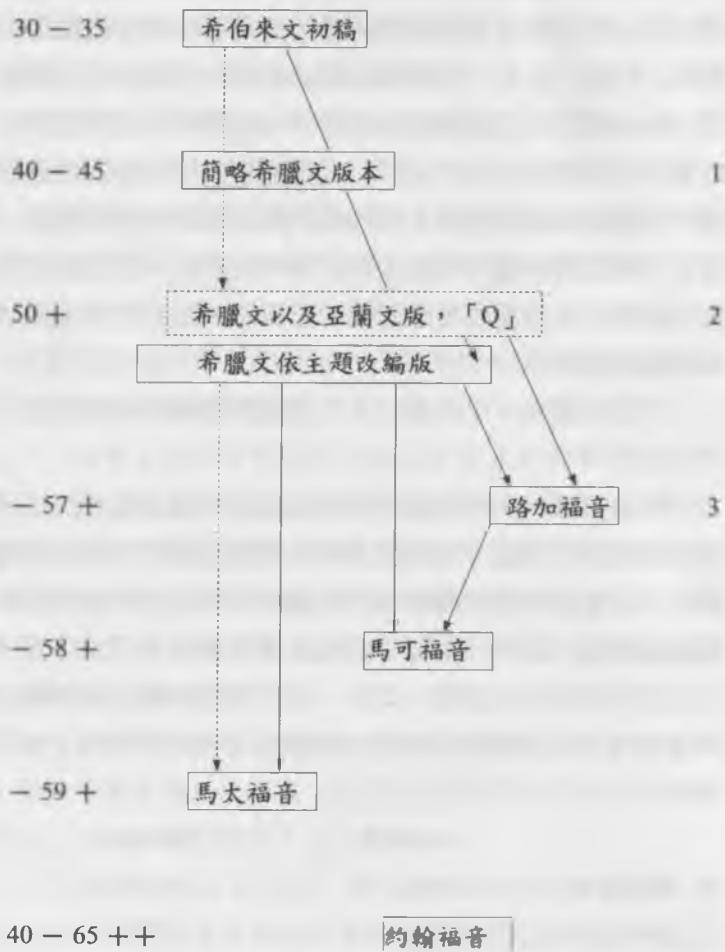 30 − 35 希伯來文初稿
40 − 45 簡略希臘文版本 1
50 + 希臘文以及亞蘭文版，「Q」 2
希臘文依主題改編版
− 57 + 路加福音 3
− 58 + 馬可福音
− 59 + 馬太福音
40 − 65 + + 約翰福音